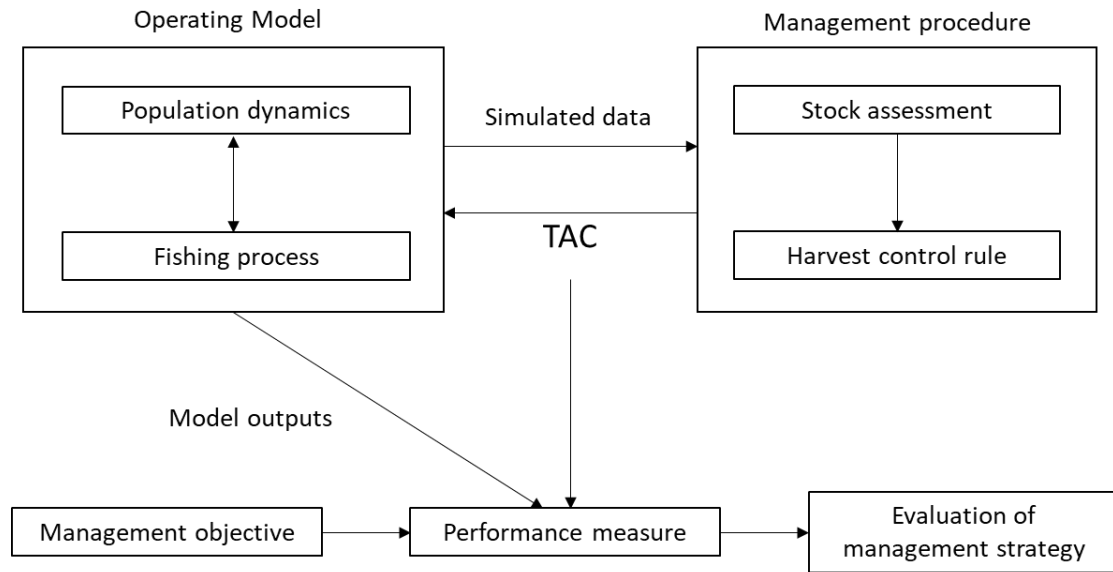 Operating Model
Management procedure
Population dynamics
Simulated data
Stock assessment
TAC
Fishing process
Harvest control rule
Model outputs
Management objective
Performance measure
Evaluation of
management strategy